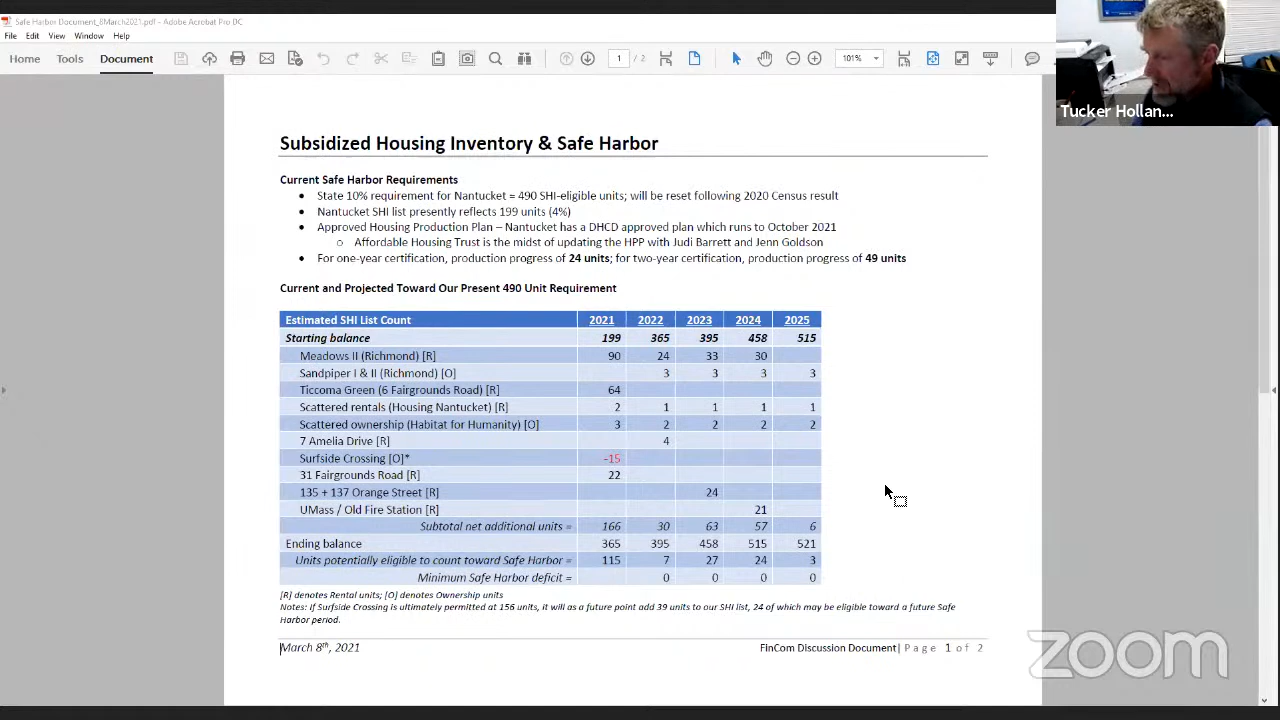 Safe Harbor Document_8March2021.pdf - Adobe Acrobat Pro DC
File Edit View Window Help
Home Tools Document 1 / 2 101%
Tucker Hollan...
Subsidized Housing Inventory & Safe Harbor
Current Safe Harbor Requirements
• State 10% requirement for Nantucket = 490 SHI-eligible units; will be reset following 2020 Census result
• Nantucket SHI list presently reflects 199 units (4%)
• Approved Housing Production Plan – Nantucket has a DHCD approved plan which runs to October 2021
o Affordable Housing Trust is the midst of updating the HPP with Judi Barrett and Jenn Goldson
• For one-year certification, production progress of 24 units; for two-year certification, production progress of 49 units
Current and Projected Toward Our Present 490 Unit Requirement
Estimated SHI List Count 2021 2022 2023 2024 2025
Starting balance 199 365 395 458 515
Meadows II (Richmond) [R] 90 24 33 30
Sandpiper I & II (Richmond) [O] 3 3 3 3
Ticcoma Green (6 Fairgrounds Road) [R] 64
Scattered rentals (Housing Nantucket) [R] 2 1 1 1 1
Scattered ownership (Habitat for Humanity) [O] 3 2 2 2 2
7 Amelia Drive [R] 4
Surfside Crossing [O]* -15
31 Fairgrounds Road [R] 22
135 + 137 Orange Street [R] 24
UMass / Old Fire Station [R] 21
Subtotal net additional units = 166 30 63 57 6
Ending balance 365 395 458 515 521
Units potentially eligible to count toward Safe Harbor = 115 7 27 24 3
Minimum Safe Harbor deficit = 0 0 0 0
[R] denotes Rental units; [O] denotes Ownership units
Notes: If Surfside Crossing is ultimately permitted at 156 units, it will as a future point add 39 units to our SHI list, 24 of which may be eligible toward a future Safe
Harbor period.
March 8th, 2021 FinCom Discussion Document| Page 1 of 2
zoom